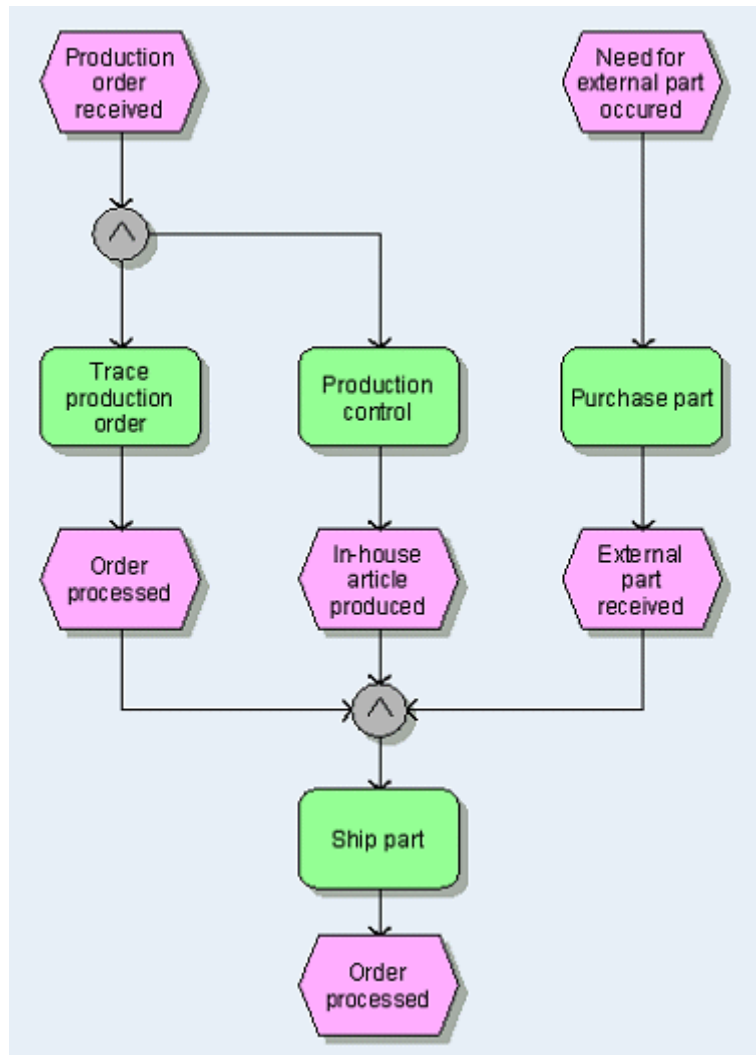 Production
order
received
Need for
external part
occured
Trace
production
order
Production
control
Purchase part
Order
processed
In-house
article
produced
External
part
received
Ship part
Order
processed